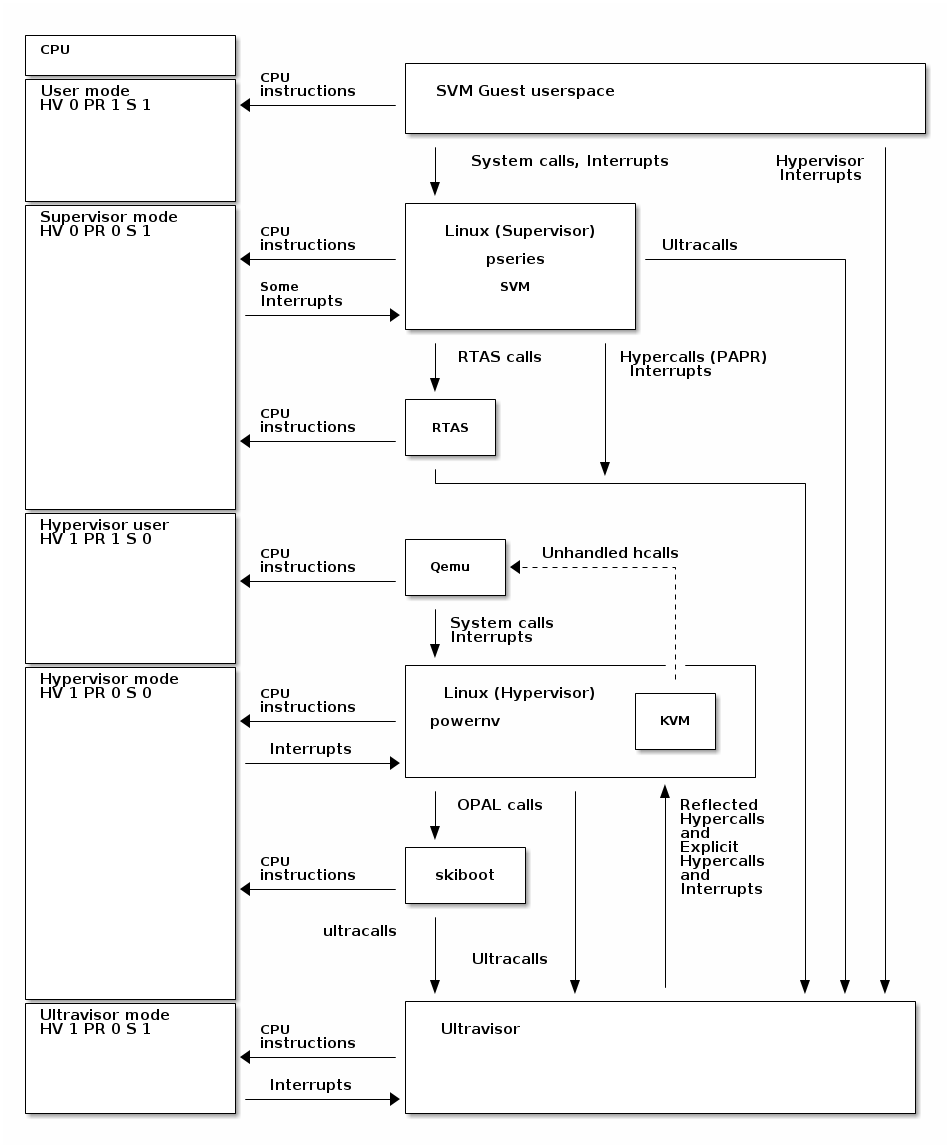 CPU
User mode
HV 0 PR 1 S 1
CPU
instructions
SVM Guest userspace
System calls, Interrupts
Hypervisor
Interrupts
Supervisor mode
HV 0 PR 0 S 1
CPU
instructions
Some
Interrupts
Linux (Supervisor)
pseries
SVM
Ultracalls
RTAS calls
Hypercalls (PAPR)
Interrupts
CPU
instructions
RTAS
Hypervisor user
HV 1 PR 1 S 0
CPU
instructions
Qemu
Unhandled hcalls
System calls
Interrupts
Hypervisor mode
HV 1 PR 0 S 0
CPU
instructions
Interrupts
Linux (Hypervisor)
powernv
KVM
OPAL calls
Reflected
Hypercalls
and
Explicit
Hypercalls
and
Interrupts
CPU
instructions
skiboot
ultracalls
Ultracalls
Ultravisor mode
HV 1 PR 0 S 1
CPU
instructions
Interrupts
Ultravisor